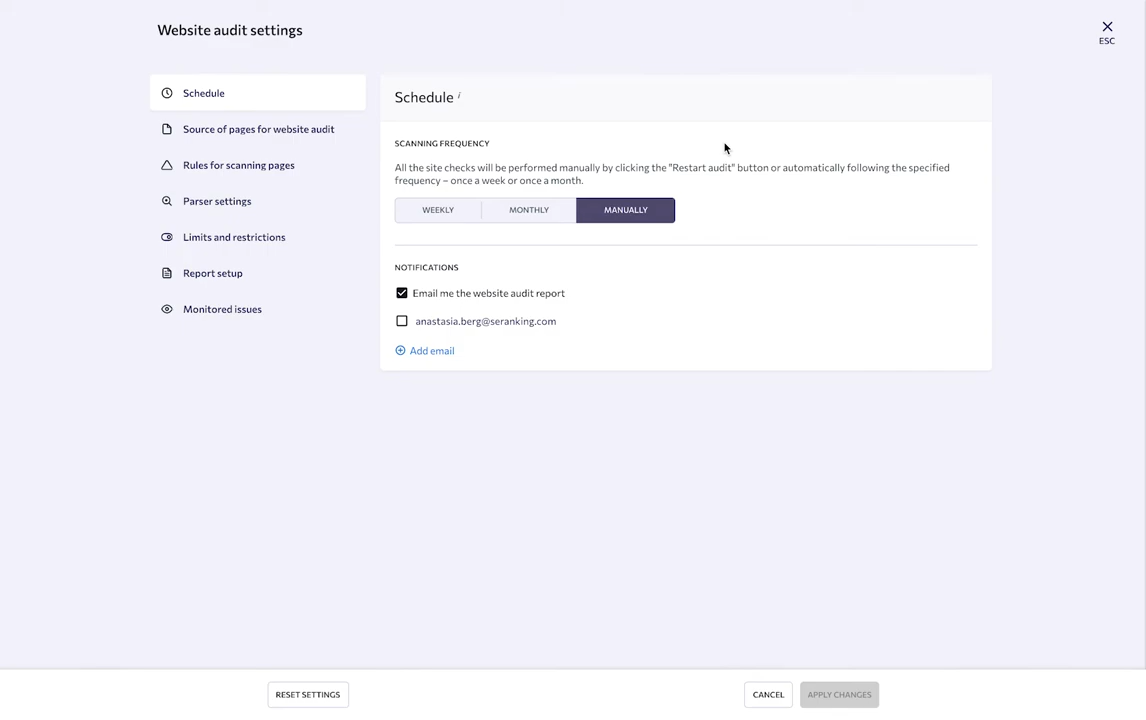 Website audit settings
ESC
Schedule
Source of pages for website audit
Rules for scanning pages
Parser settings
Limits and restrictions
Report setup
Monitored issues
Schedule i
SCANNING FREQUENCY
All the site checks will be performed manually by clicking the "Restart audit" button or automatically following the specified
frequency – once a week or once a month.
WEEKLY MONTHLY MANUALLY
NOTIFICATIONS
Email me the website audit report
anastasia.berg@seranking.com
Add email
RESET SETTINGS CANCEL APPLY CHANGES